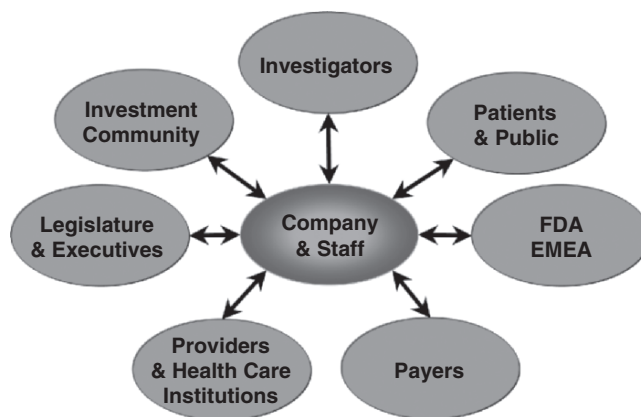 Investigators
Investment
Community
Patients
& Public
Legislature
& Executives
Company
& Staff
FDA
EMEA
Providers
& Health Care
Institutions
Payers